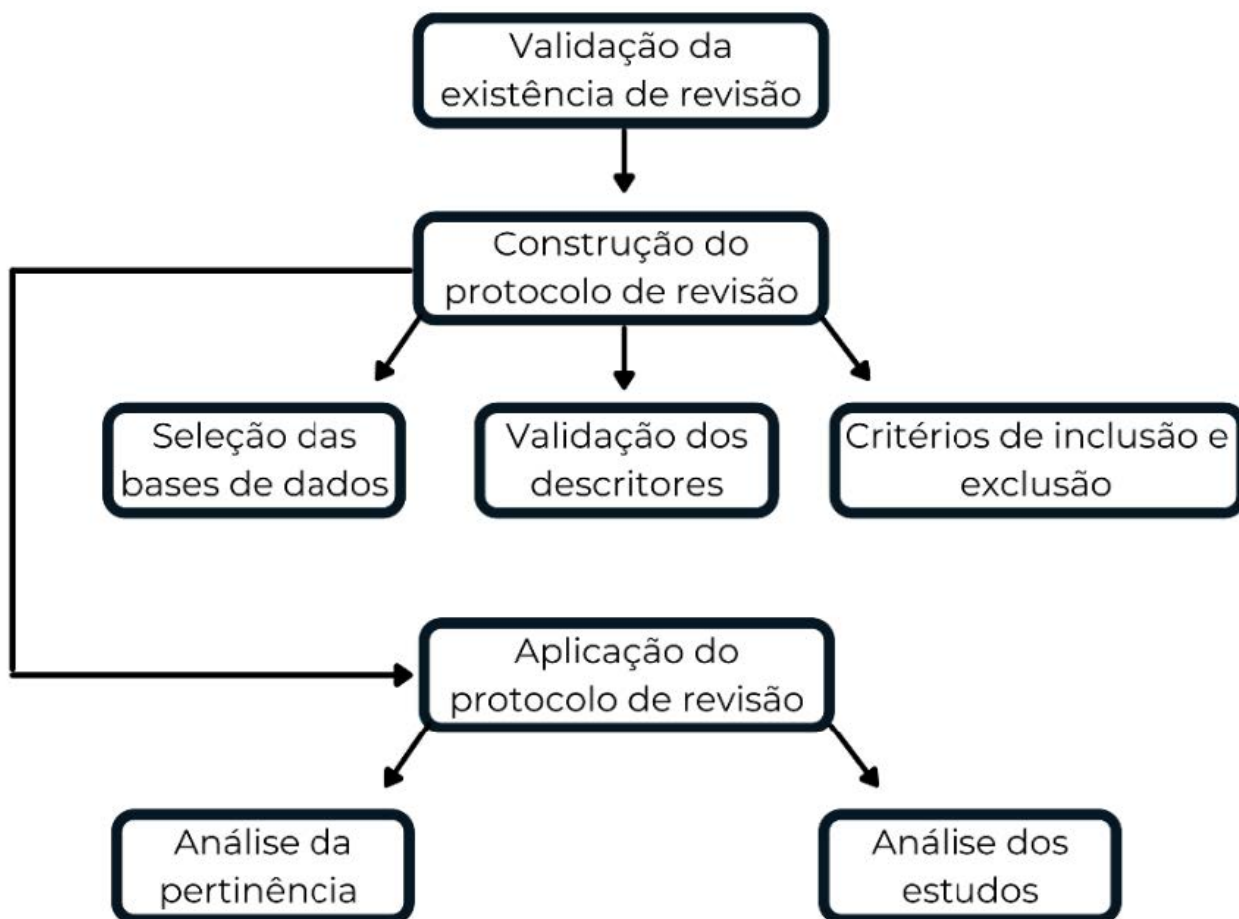 Validação da
existência de revisão
Construção do
protocolo de revisão
Seleção das
bases de dados
Validação dos
descritores
Critérios de inclusão e
exclusão
Aplicação do
protocolo de revisão
Análise da
pertinência
Análise dos
estudos